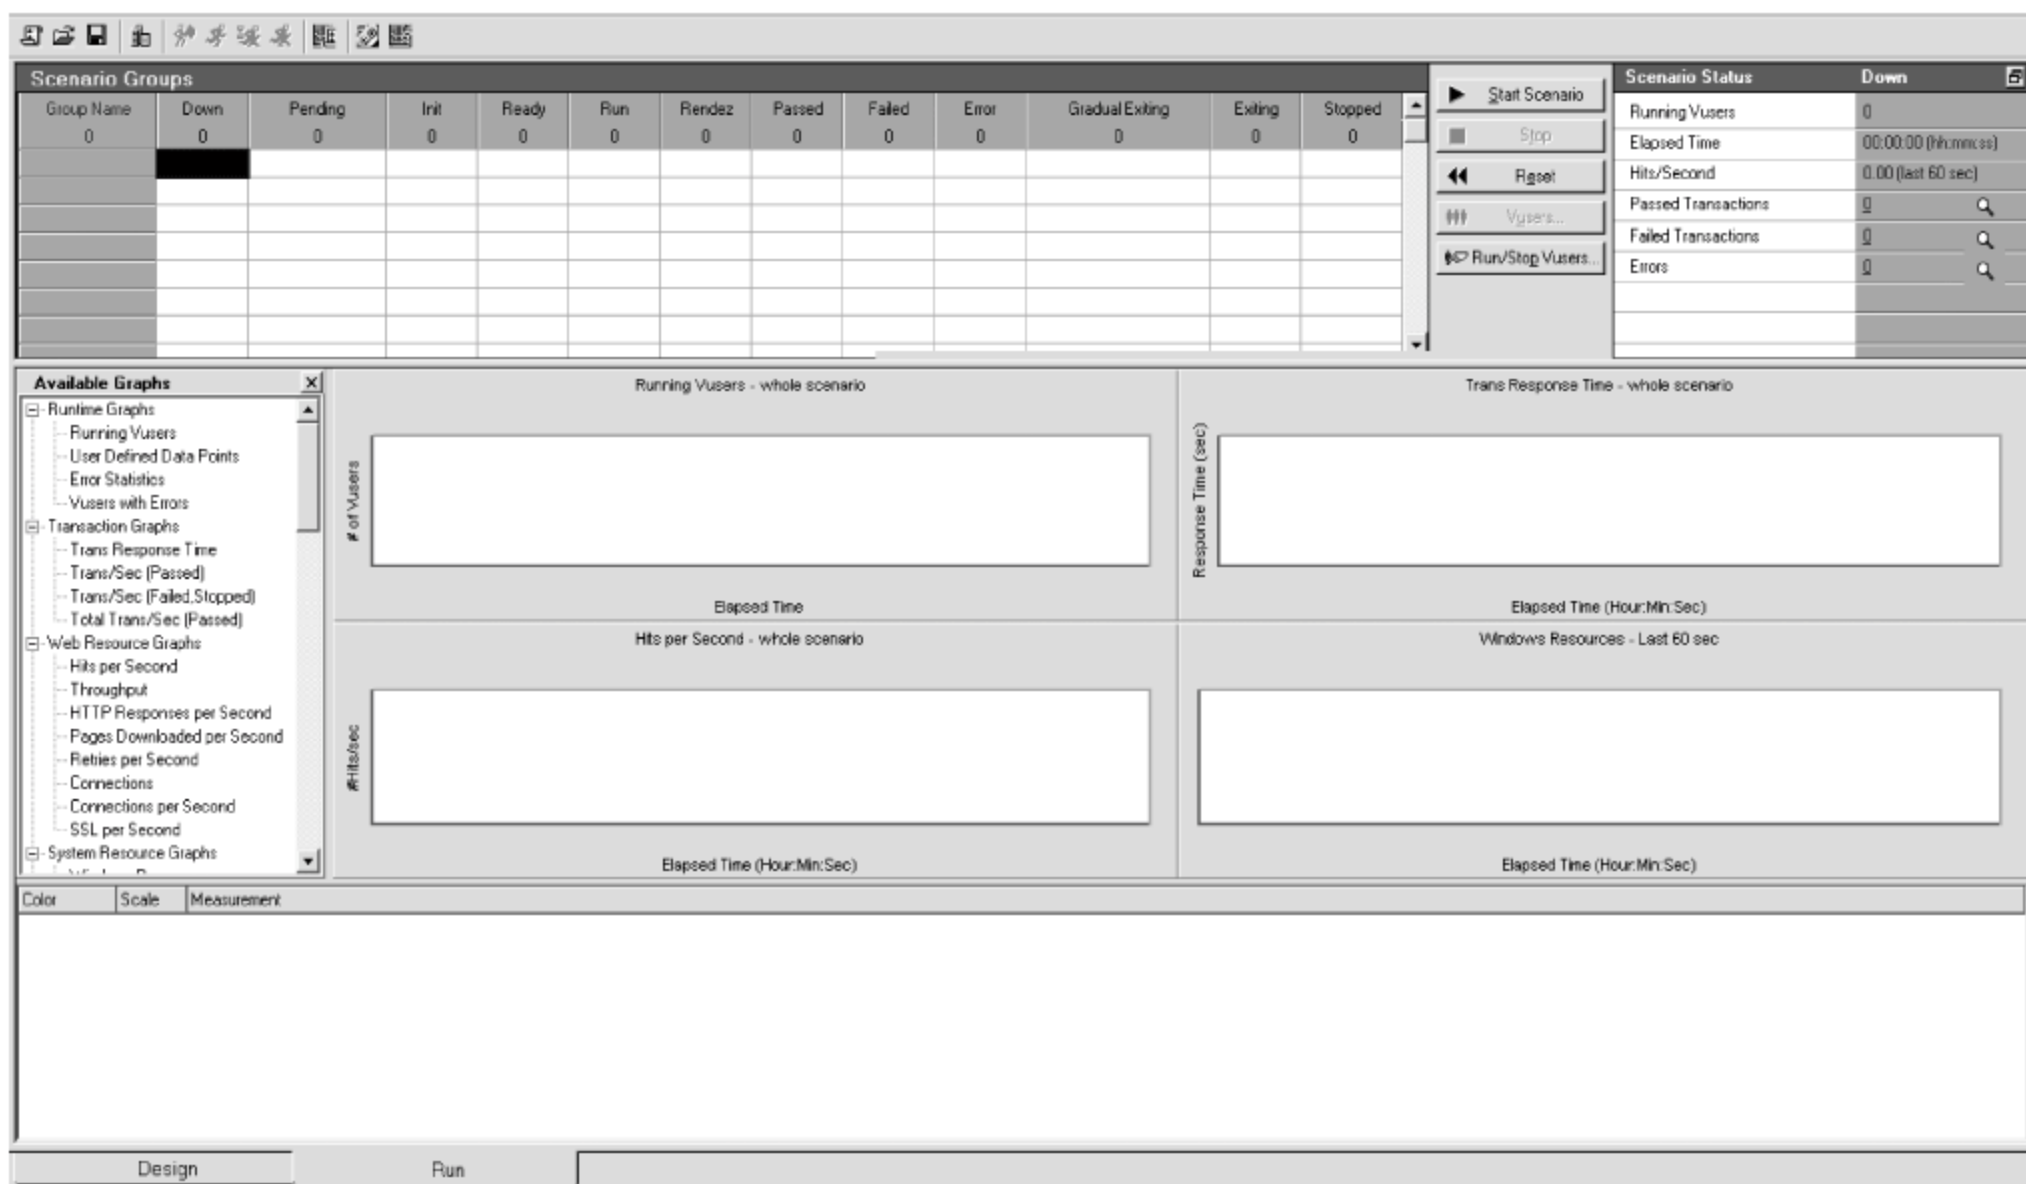 Scenario Groups
Group Name Down Pending Init Ready Run Rendez Passed Failed Error Gradual Exiting Exiting Stopped
0 0 0 0 0 0 0 0 0 0 0 0 0
Start Scenario
Stop
Reset
Vusers...
Run/Stop Vusers...
Scenario Status Down
Running Vusers 0
Elapsed Time 00:00:00 (hh:mm:ss)
Hits/Second 0.00 (last 60 sec)
Passed Transactions 0
Failed Transactions 0
Errors 0
Available Graphs
Runtime Graphs
Running Vusers
User Defined Data Points
Error Statistics
Vusers with Errors
Transaction Graphs
Trans Response Time
Trans/Sec (Passed)
Trans/Sec (Failed,Stopped)
Total Trans/Sec (Passed)
Web Resource Graphs
Hits per Second
Throughput
HTTP Responses per Second
Pages Downloaded per Second
Retries per Second
Connections
Connections per Second
SSL per Second
System Resource Graphs
Running Vusers - whole scenario
# of Vusers
Elapsed Time
Trans Response Time - whole scenario
Response Time (sec)
Elapsed Time (Hour:Min:Sec)
Hits per Second - whole scenario
#Hits/sec
Elapsed Time (Hour:Min:Sec)
Windows Resources - Last 60 sec
Elapsed Time (Hour:Min:Sec)
Color Scale Measurement
Design Run